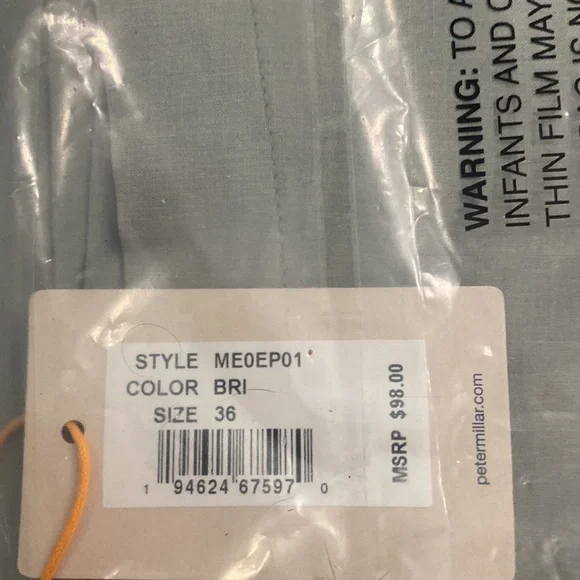 WARNING: TO A
INFANTS AND
THIN FILM MAY
STYLE ME0EP01
COLOR BRI
SIZE 36
1 94624 67597 0
MSRP $98.00
petermillar.com